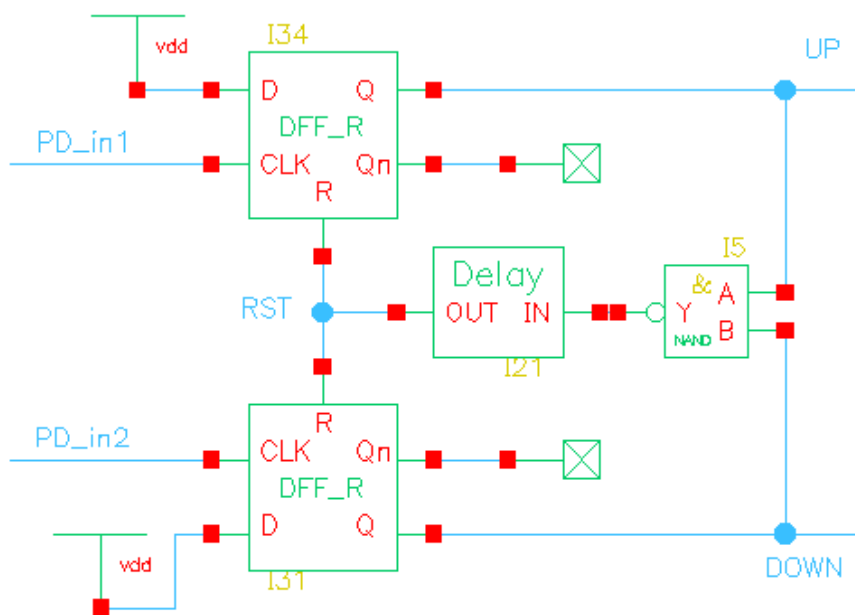 I34
UP
vdd
D
Q
DFF_R
PD_in1
CLK
Qn
R
I5
Delay
& A
RST
OUT
IN
Y
NAND
B
I21
R
PD_in2
CLK
Qn
DFF_R
D
Q
vdd
I31
DOWN